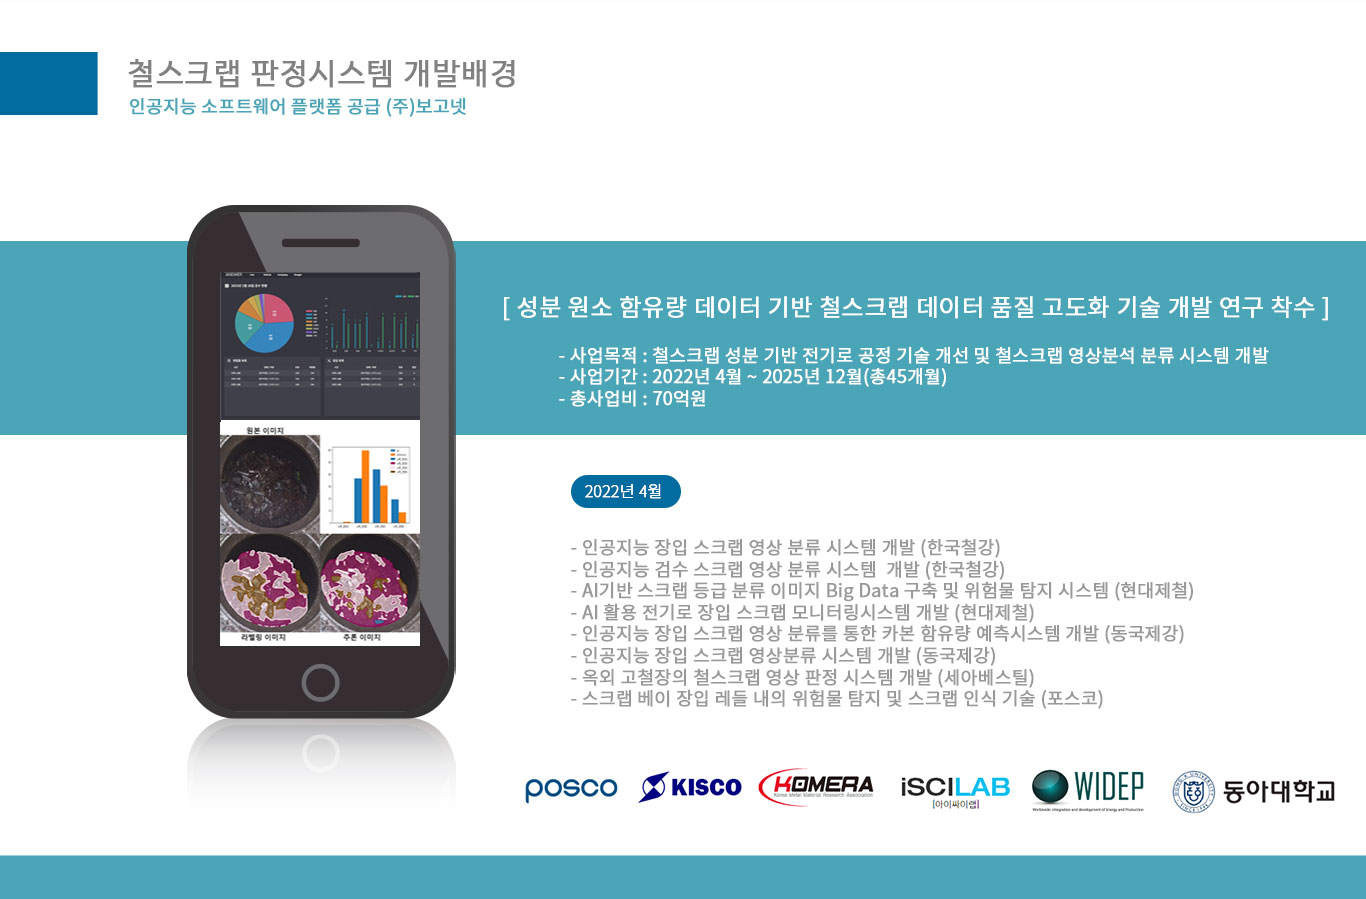 철스크랩 판정시스템 개발배경
인공지능 소프트웨어 플랫폼 공급 (주)보고넷
[ 성분 원소 함유량 데이터 기반 철스크랩 데이터 품질 고도화 기술 개발 연구 착수 ]
- 사업목적 : 철스크랩 성분 기반 전기로 공정 기술 개선 및 철스크랩 영상분석 분류 시스템 개발
- 사업기간 : 2022년 4월 ~ 2025년 12월(총45개월)
- 총사업비 : 70억원
원본 이미지
라벨링 이미지
추론 이미지
2022년 4월
- 인공지능 장입 스크랩 영상 분류 시스템 개발 (한국철강)
- 인공지능 검수 스크랩 영상 분류 시스템  개발 (한국철강)
- AI기반 스크랩 등급 분류 이미지 Big Data 구축 및 위험물 탐지 시스템 (현대제철)
- AI 활용 전기로 장입 스크랩 모니터링시스템 개발 (현대제철)
- 인공지능 장입 스크랩 영상 분류를 통한 카본 함유량 예측시스템 개발 (동국제강)
- 인공지능 장입 스크랩 영상분류 시스템 개발 (동국제강)
- 옥외 고철장의 철스크랩 영상 판정 시스템 개발 (세아베스틸)
- 스크랩 베이 장입 레들 내의 위험물 탐지 및 스크랩 인식 기술 (포스코)
posco
KISCO
KOMERA
Korea Metal Material Research Association
iSCILAB
[아이싸이랩]
WIDEP
Worldwide integration and development of Energy and Production
DONG-A UNIVERSITY
SINCE 1946
동아대학교